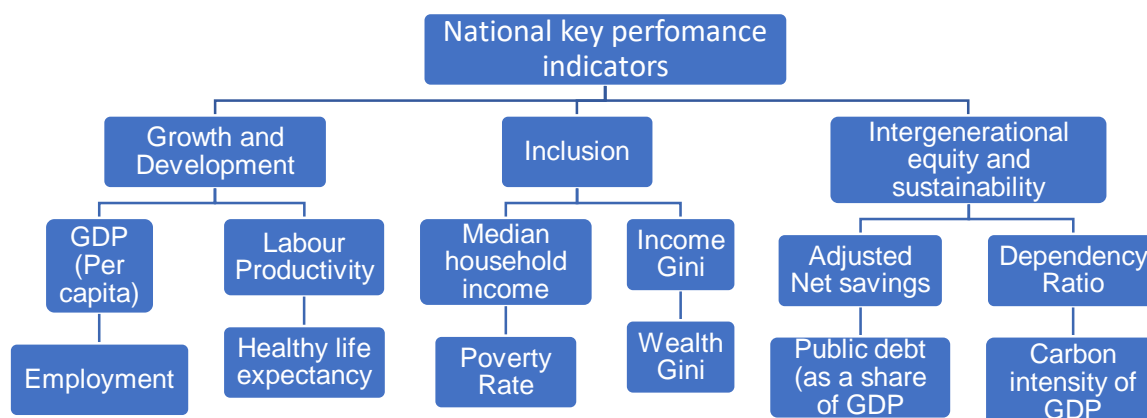 National key perfomance
indicators
Growth and
Development
Inclusion
Intergenerational
equity and
sustainability
GDP
(Per
capita)
Labour
Productivity
Median
household
income
Income
Gini
Adjusted
Net savings
Dependency
Ratio
Employment
Healthy life
expectancy
Poverty
Rate
Wealth
Gini
Public debt
(as a share
of GDP
Carbon
intensity of
GDP